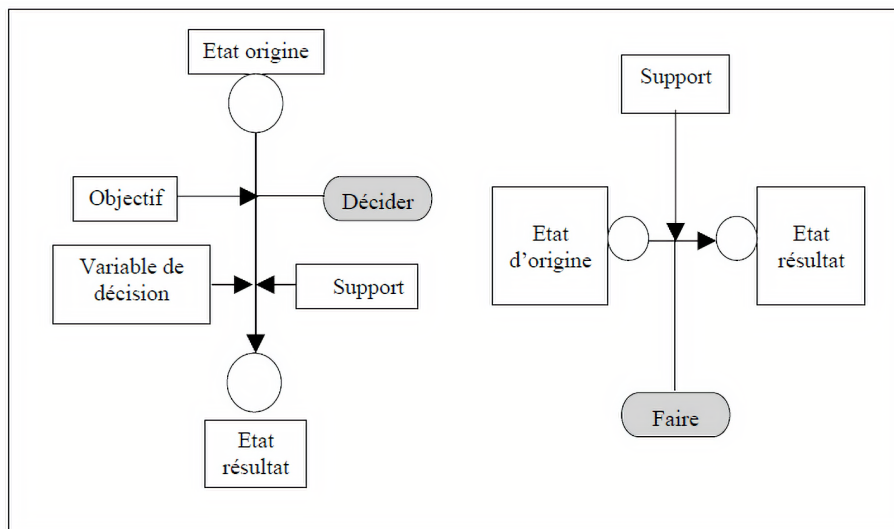 Etat origine
Objectif
Décider
Variable de
décision
Support
Etat
résultat
Support
Etat
d’origine
Etat
résultat
Faire